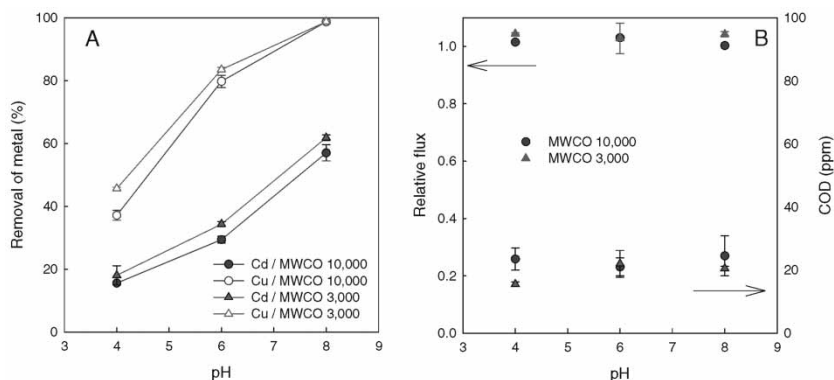 A
Removal of metal (%)
100
80
60
40
20
0
Cd / MWCO 10,000
Cu / MWCO 10,000
Cd / MWCO 3,000
Cu / MWCO 3,000
3 4 5 6 7 8 9
pH
B
Relative flux
1.0
0.8
0.6
0.4
0.2
0.0
MWCO 10,000
MWCO 3,000
100
80
60
40
20
0
COD (ppm)
3 4 5 6 7 8 9
pH